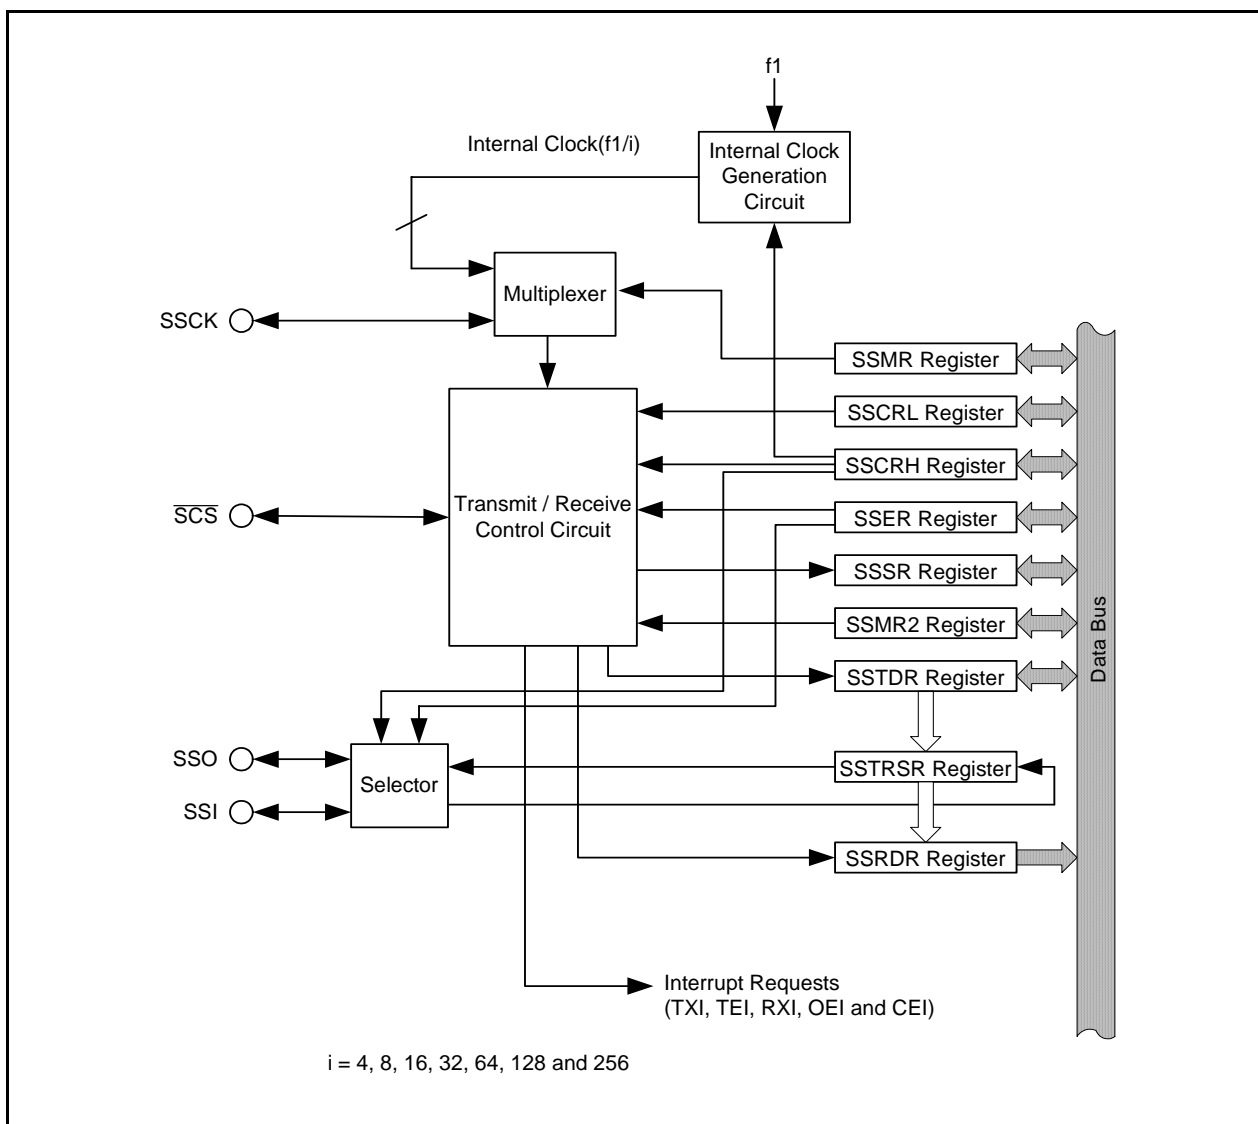 f1
Internal Clock(f1/i)
Internal Clock
Generation
Circuit
Multiplexer
SSCK
SSMR Register
SSCRL Register
SSCRH Register
SCS
Transmit / Receive
Control Circuit
SSER Register
SSSR Register
SSMR2 Register
SSTDR Register
Data Bus
SSO
SSI
Selector
SSTRSR Register
SSRDR Register
Interrupt Requests
(TXI, TEI, RXI, OEI and CEI)
i = 4, 8, 16, 32, 64, 128 and 256